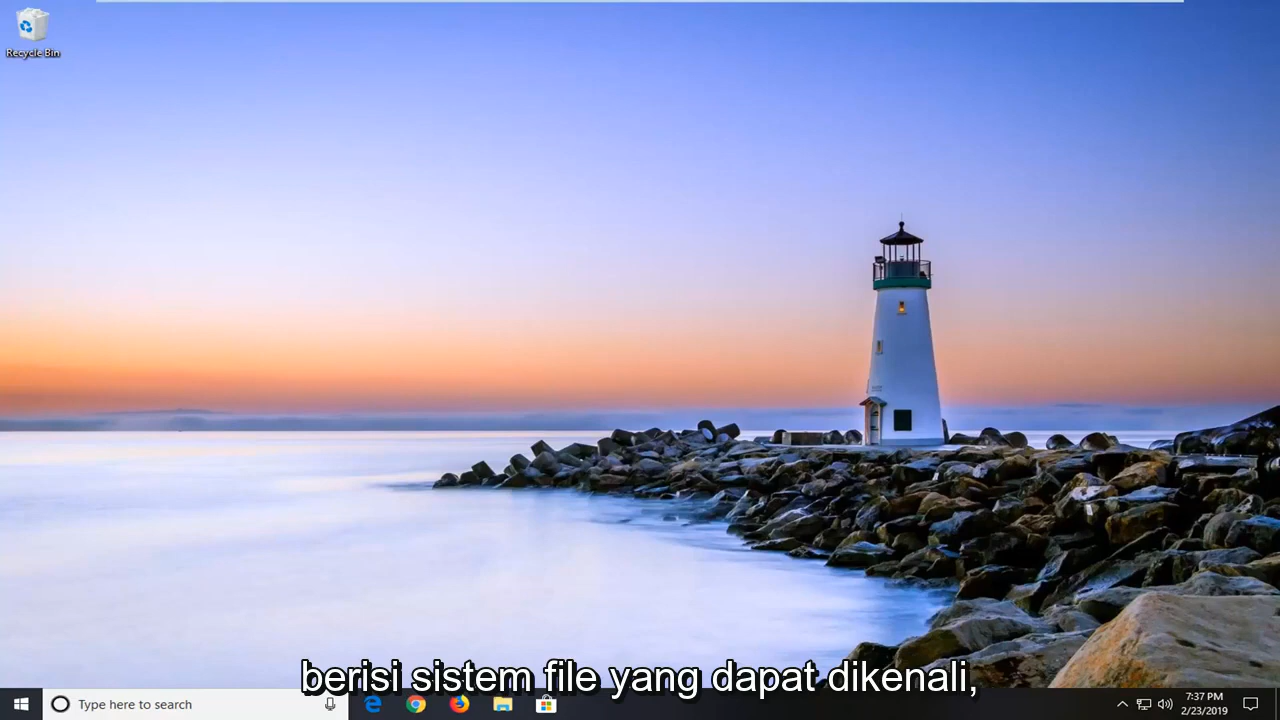 Recycle Bin
berisi sistem file yang dapat dikenali,
Type here to search
7:37 PM
2/23/2019